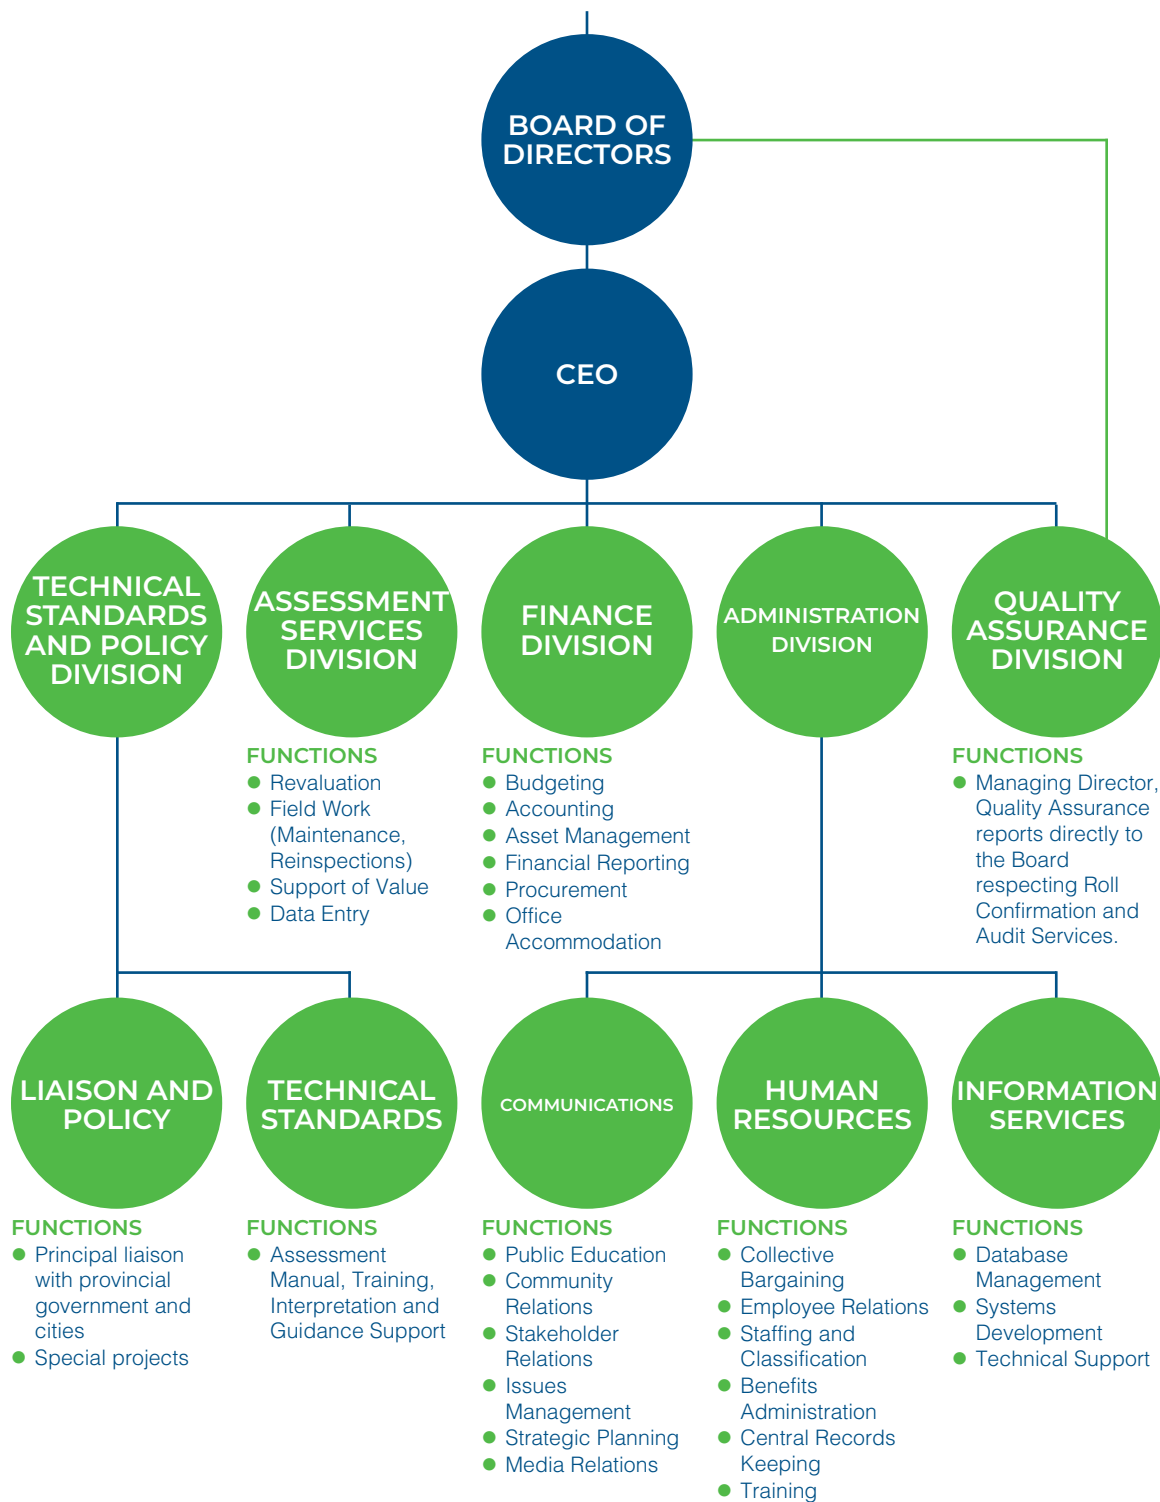 BOARD OF
DIRECTORS
CEO
TECHNICAL
STANDARDS
AND POLICY
DIVISION
ASSESSMENT
SERVICES
DIVISION
FINANCE
DIVISION
ADMINISTRATION
DIVISION
QUALITY
ASSURANCE
DIVISION
FUNCTIONS
Revaluation
Field Work
(Maintenance,
Reinspections)
Support of Value
Data Entry
FUNCTIONS
Budgeting
Accounting
Asset Management
Financial Reporting
Procurement
Office
Accommodation
FUNCTIONS
Managing Director,
Quality Assurance
reports directly to
the Board
respecting Roll
Confirmation and
Audit Services.
LIAISON AND
POLICY
TECHNICAL
STANDARDS
COMMUNICATIONS
HUMAN
RESOURCES
INFORMATION
SERVICES
FUNCTIONS
Principal liaison
with provincial
government and
cities
Special projects
FUNCTIONS
Assessment
Manual, Training,
Interpretation and
Guidance Support
FUNCTIONS
Public Education
Community
Relations
Stakeholder
Relations
Issues
Management
Strategic Planning
Media Relations
FUNCTIONS
Collective
Bargaining
Employee Relations
Staffing and
Classification
Benefits
Administration
Central Records
Keeping
Training
FUNCTIONS
Database
Management
Systems
Development
Technical Support